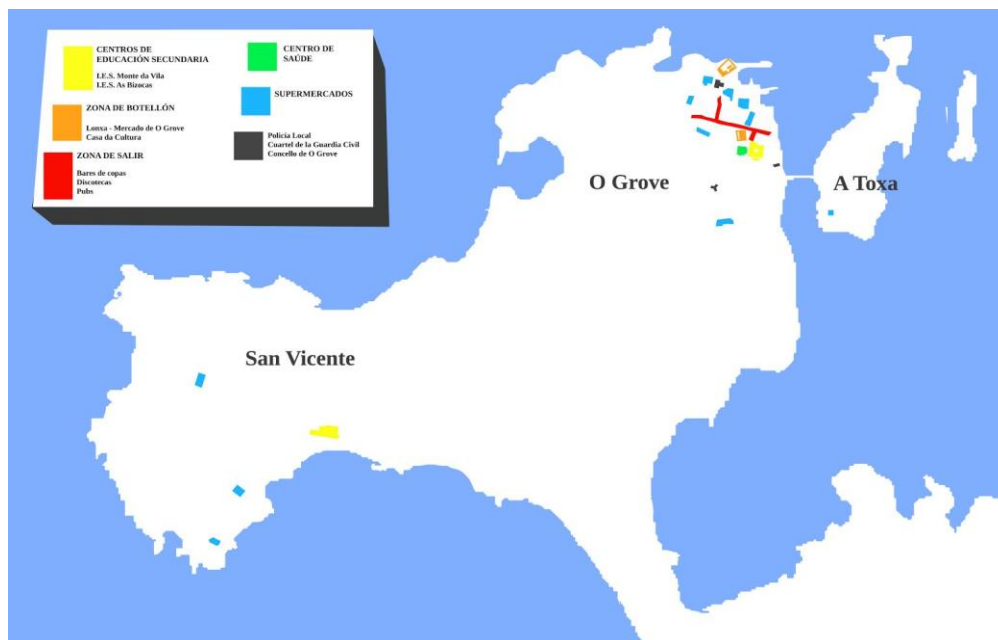 CENTROS DE
EDUCACIÓN SECUNDARIA
I.E.S. Monte da Vila
I.E.S. As Bizocas
ZONA DE BOTELLÓN
Lonxa - Mercado de O Grove
Casa da Cultura
ZONA DE SALIR
Bares de copas
Discotecas
Pubs
CENTRO DE
SAÚDE
SUPERMERCADOS
Policía Local
Cuartel de la Guardia Civil
Concello de O Grove
O Grove
A Toxa
San Vicente